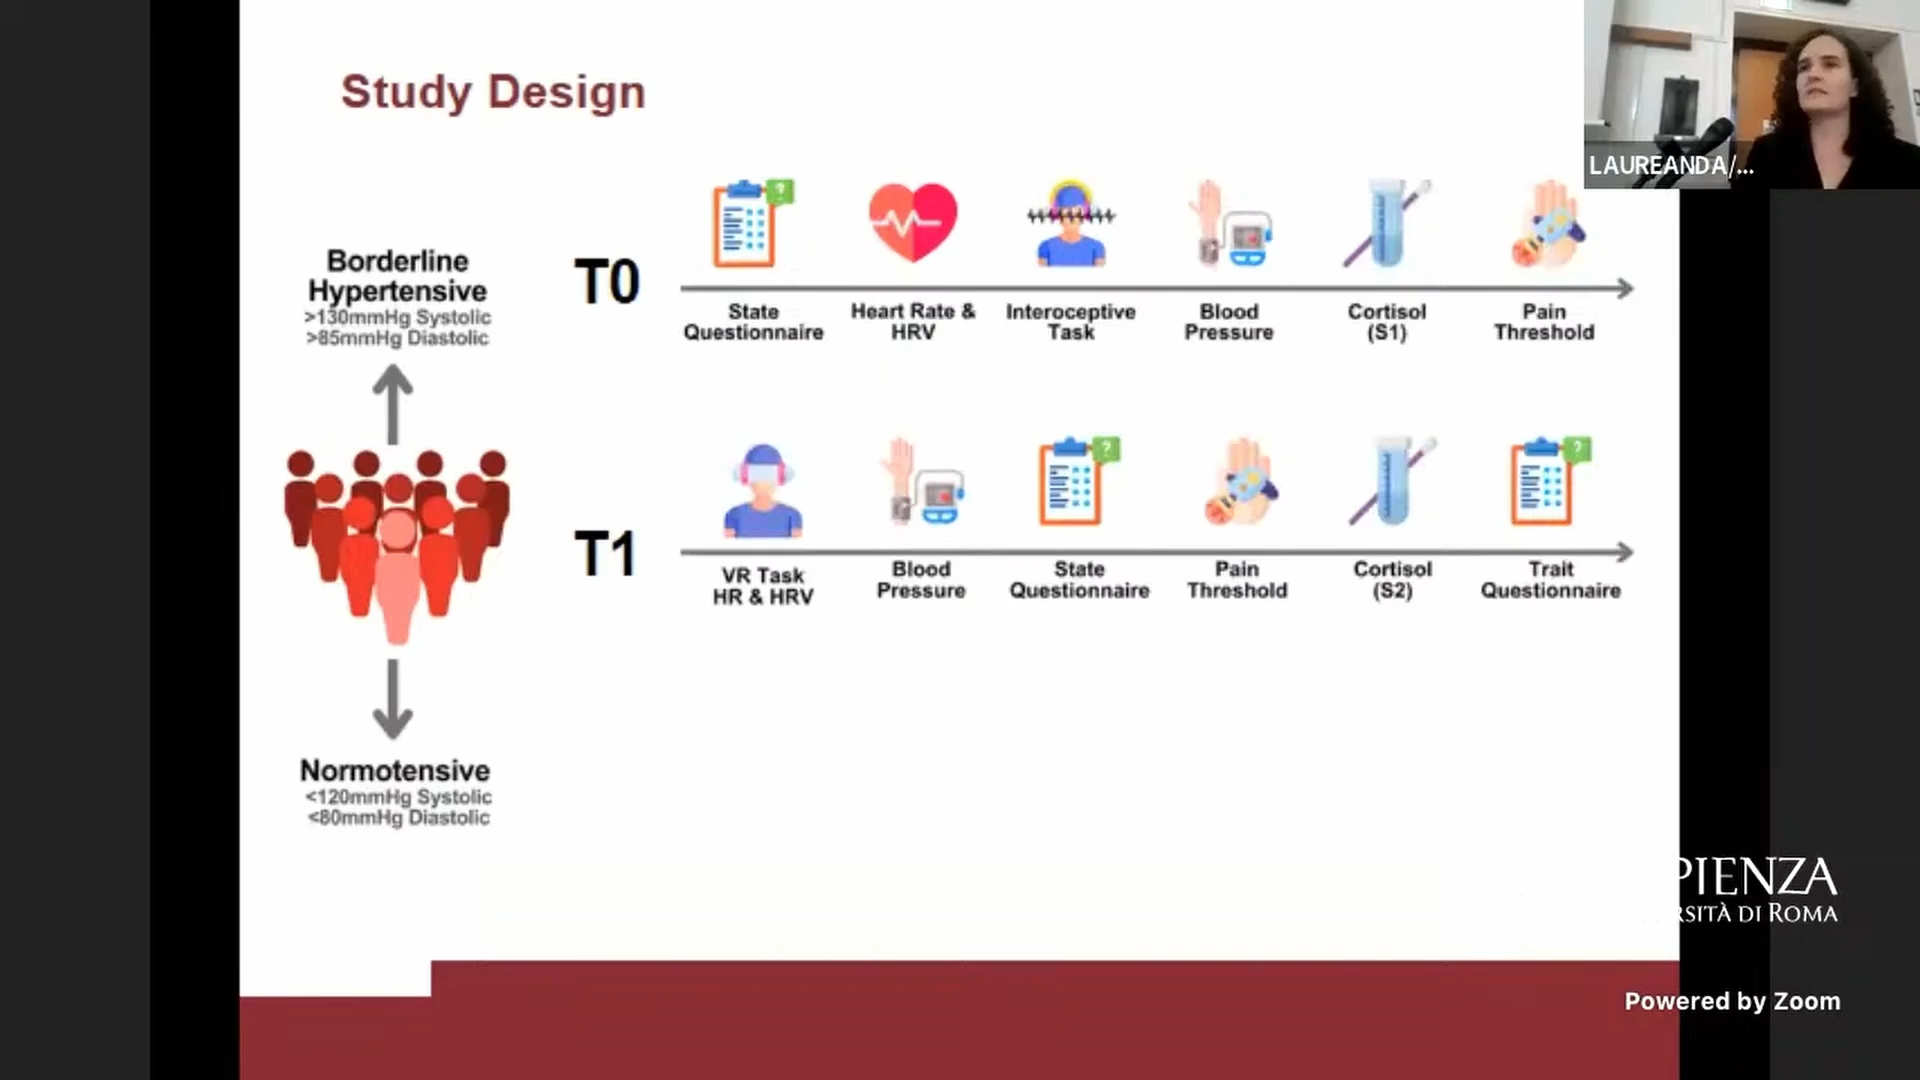 Study Design
LAUREANDA/...
Borderline
Hypertensive
>130mmHg Systolic
>85mmHg Diastolic
T0
State
Questionnaire
Heart Rate &
HRV
Interoceptive
Task
Blood
Pressure
Cortisol
(S1)
Pain
Threshold
T1
VR Task
HR & HRV
Blood
Pressure
State
Questionnaire
Pain
Threshold
Cortisol
(S2)
Trait
Questionnaire
Normotensive
<120mmHg Systolic
<80mmHg Diastolic
PIENZA
RSITÀ DI ROMA
Powered by Zoom